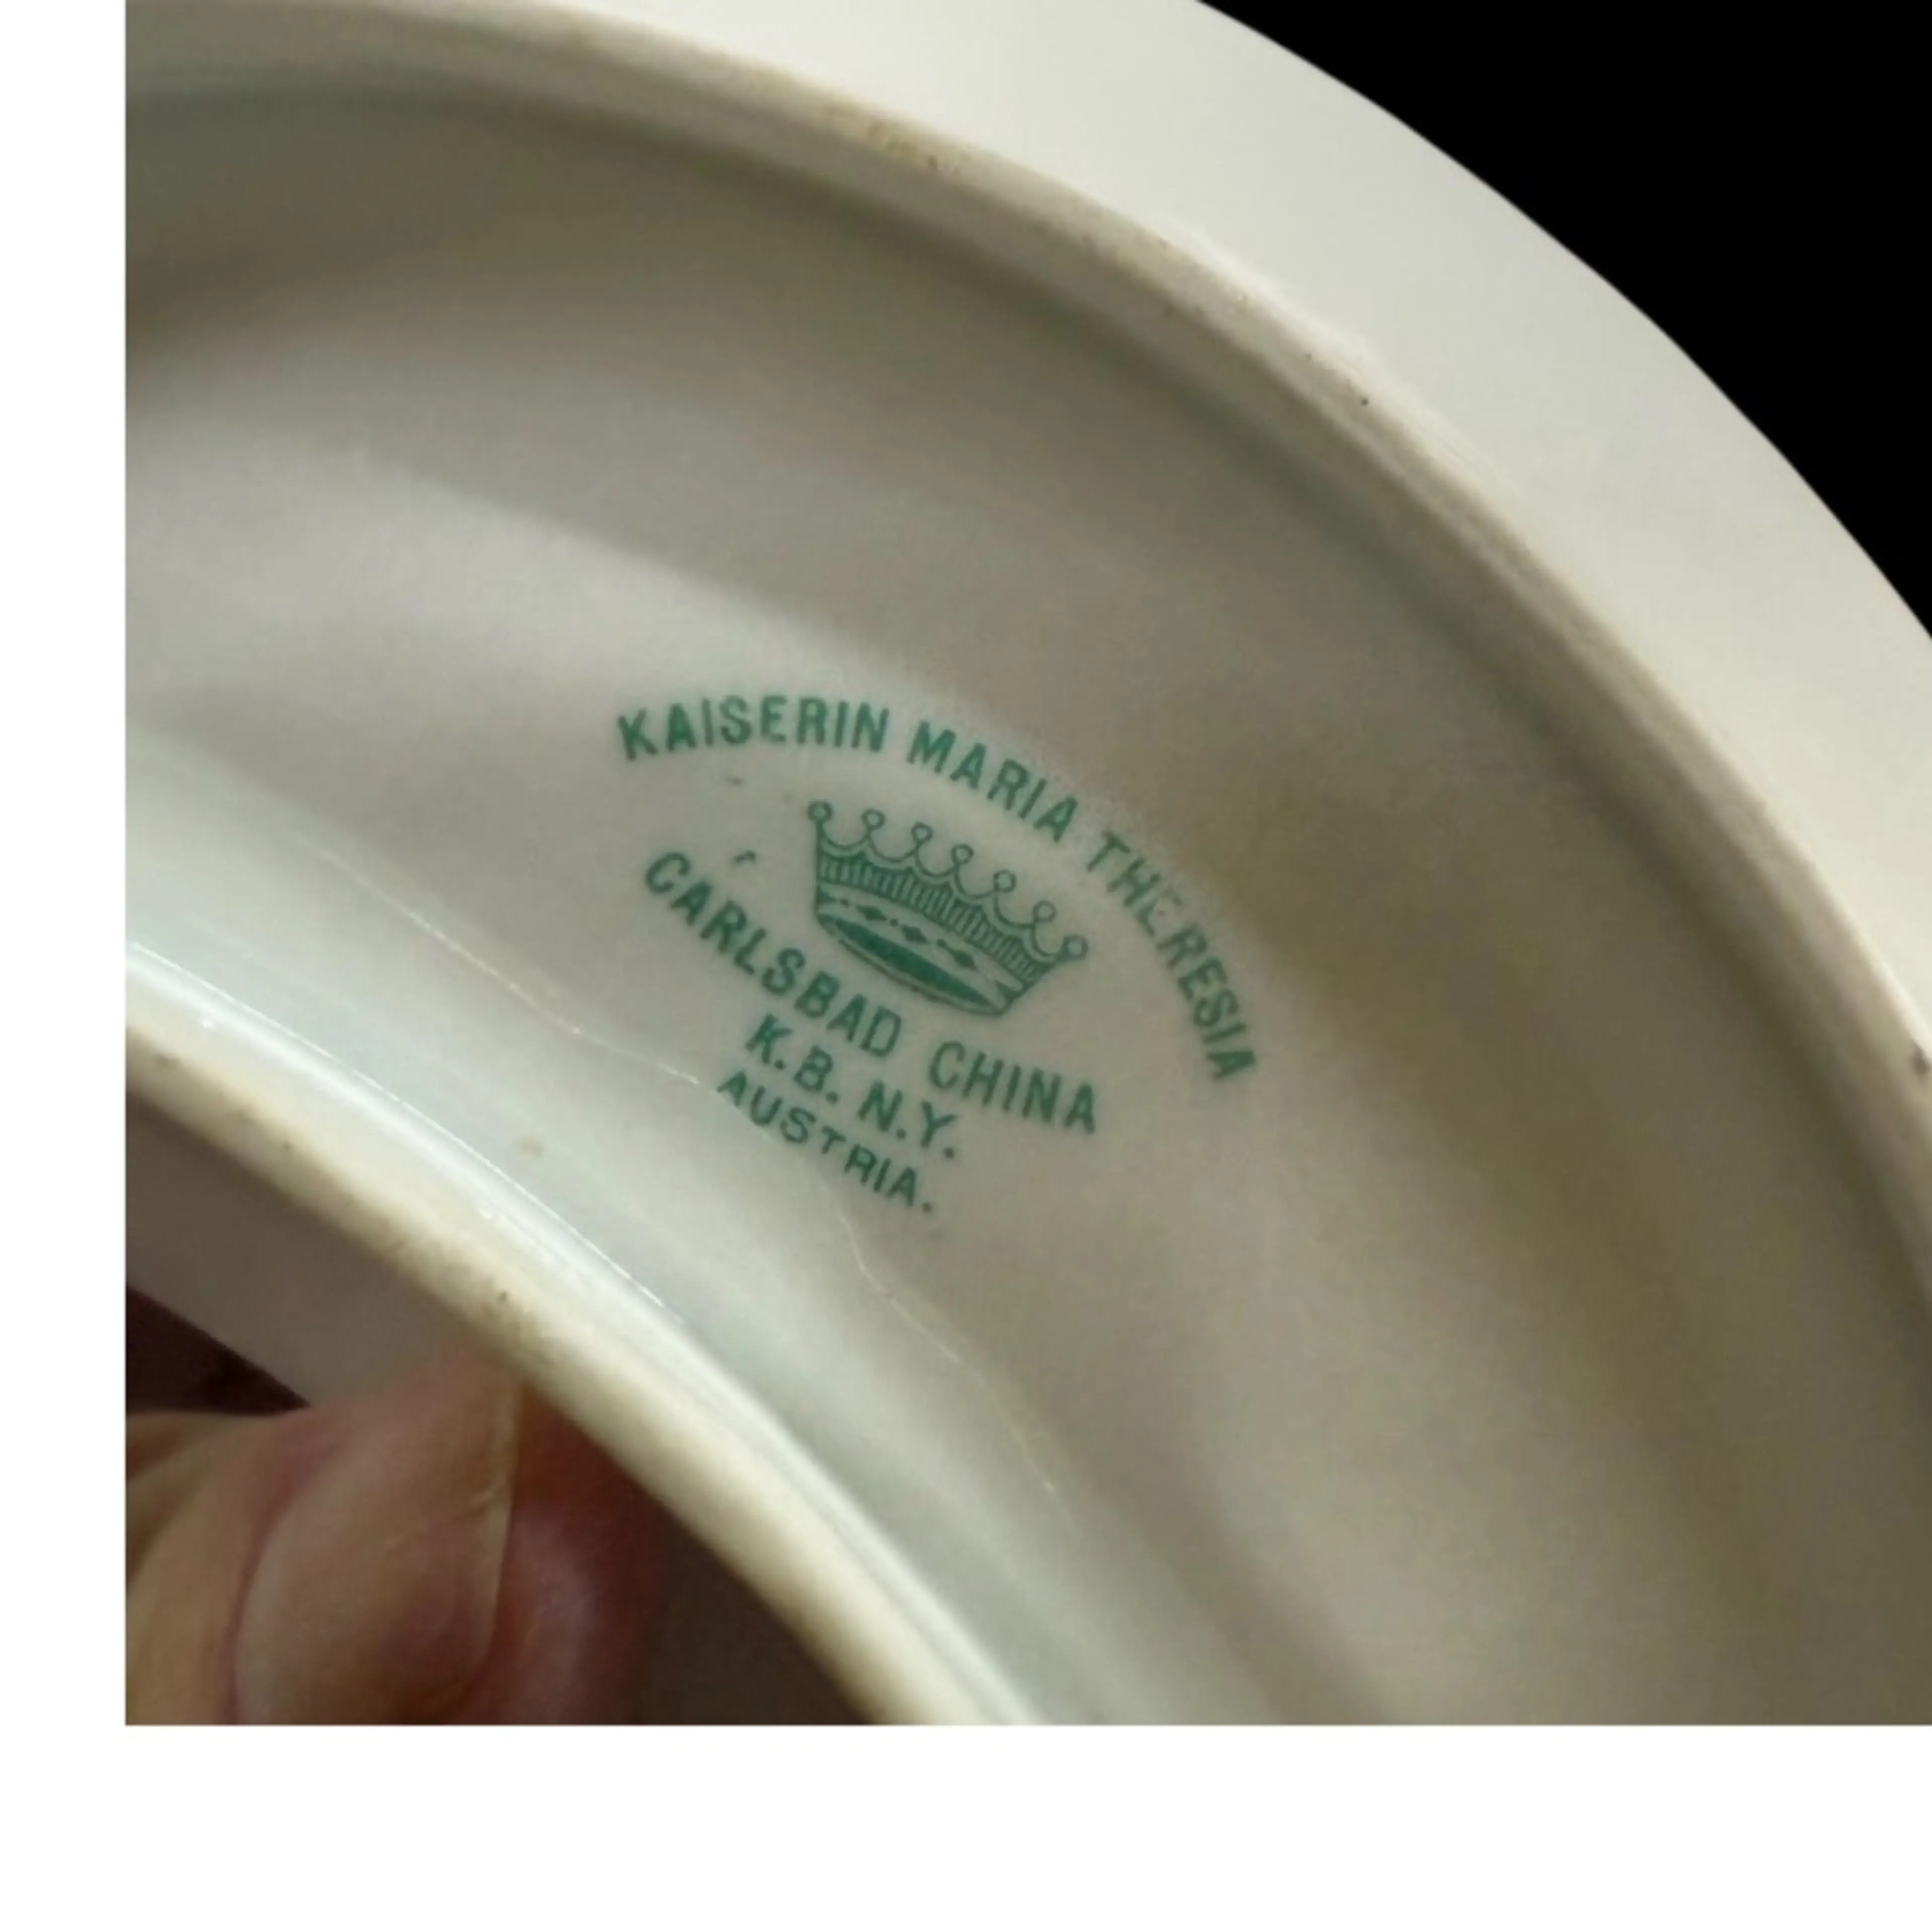 KAISERIN MARIA THERESIA
CARLSBAD CHINA
K.B. N.Y.
AUSTRIA.